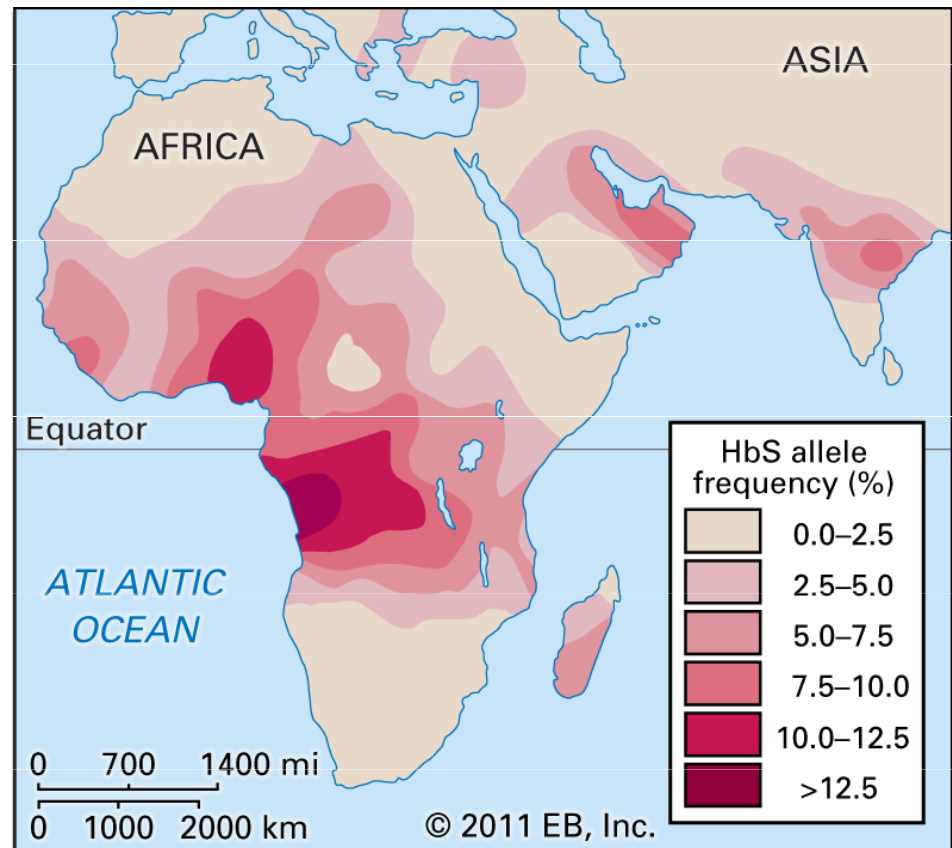 ASIA
AFRICA
Equator
ATLANTIC
OCEAN
HbS allele
frequency (%)
0.0–2.5
2.5–5.0
5.0–7.5
7.5–10.0
10.0–12.5
>12.5
0 700 1400 mi
0 1000 2000 km
© 2011 EB, Inc.